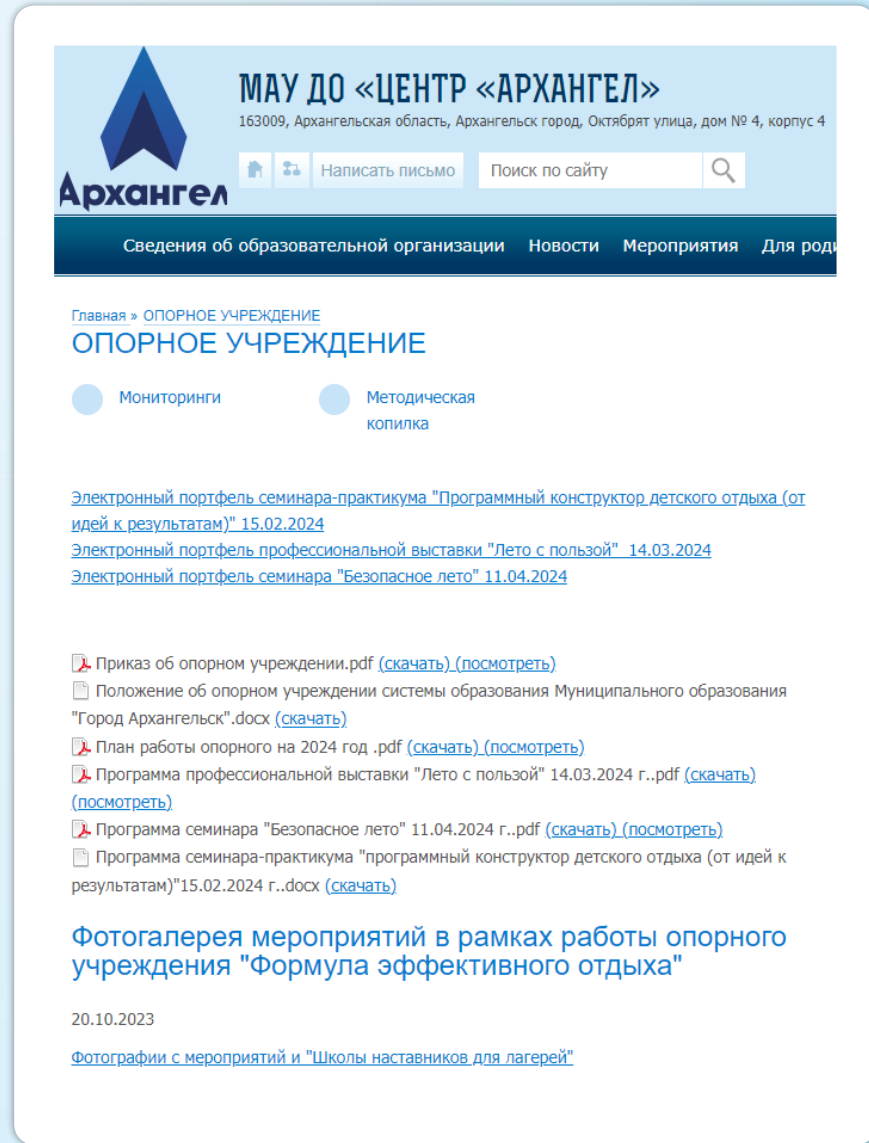 Архангел
МАУ ДО «ЦЕНТР «АРХАНГЕЛ»
163009, Архангельская область, Архангельск город, Октябрят улица, дом № 4, корпус 4
Написать письмо
Поиск по сайту
Сведения об образовательной организации Новости Мероприятия Для роди
Главная » ОПОРНОЕ УЧРЕЖДЕНИЕ
ОПОРНОЕ УЧРЕЖДЕНИЕ
Мониторинги
Методическая
копилка
Электронный портфель семинара-практикума "Программный конструктор детского отдыха (от
идей к результатам)" 15.02.2024
Электронный портфель профессиональной выставки "Лето с пользой" 14.03.2024
Электронный портфель семинара "Безопасное лето" 11.04.2024
Приказ об опорном учреждении.pdf (скачать) (посмотреть)
Положение об опорном учреждении системы образования Муниципального образования
"Город Архангельск".docx (скачать)
План работы опорного на 2024 год .pdf (скачать) (посмотреть)
Программа профессиональной выставки "Лето с пользой" 14.03.2024 г..pdf (скачать)
(посмотреть)
Программа семинара "Безопасное лето" 11.04.2024 г..pdf (скачать) (посмотреть)
Программа семинара-практикума "программный конструктор детского отдыха (от идей к
результатам)"15.02.2024 г..docx (скачать)
Фотогалерея мероприятий в рамках работы опорного
учреждения "Формула эффективного отдыха"
20.10.2023
Фотографии с мероприятий и "Школы наставников для лагерей"